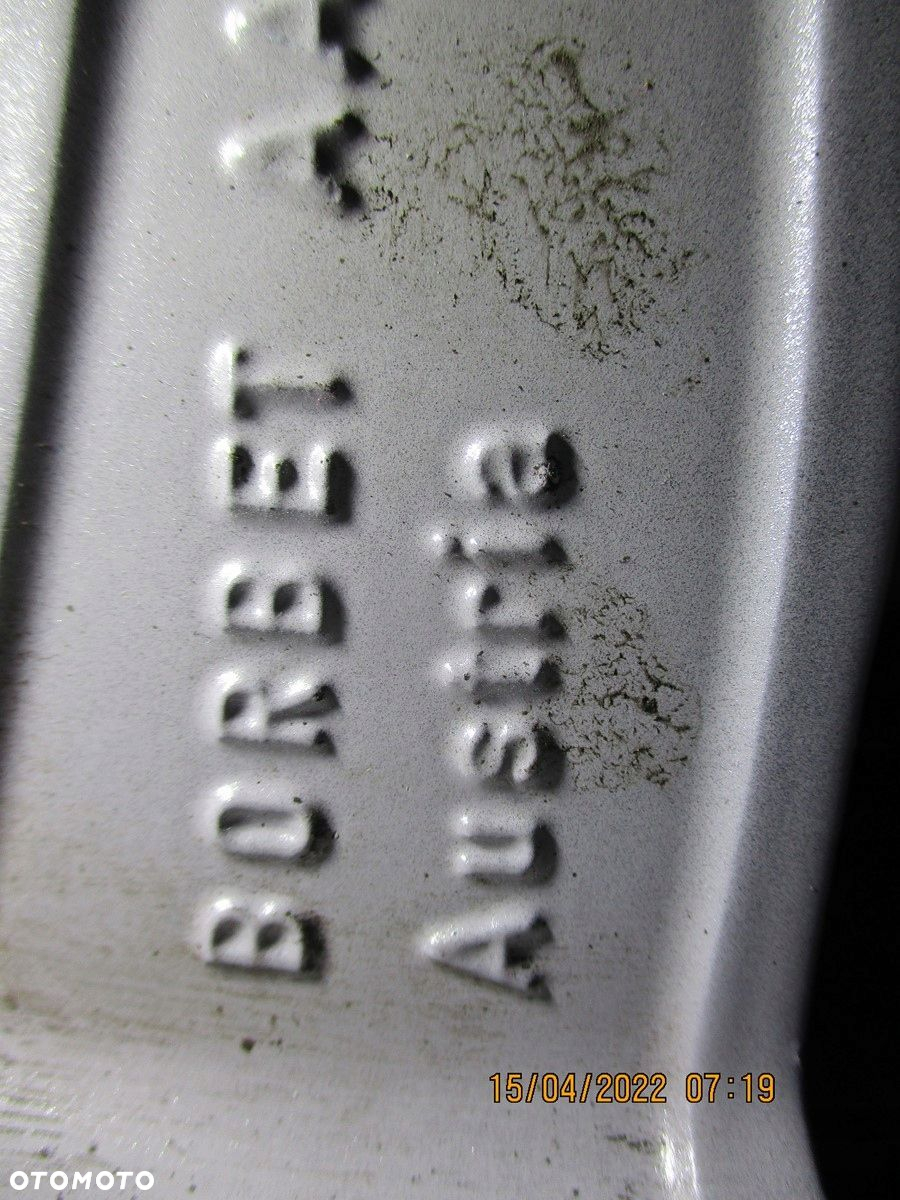 BORBET
Austria
15/04/2022 07:19
OTOMOTO